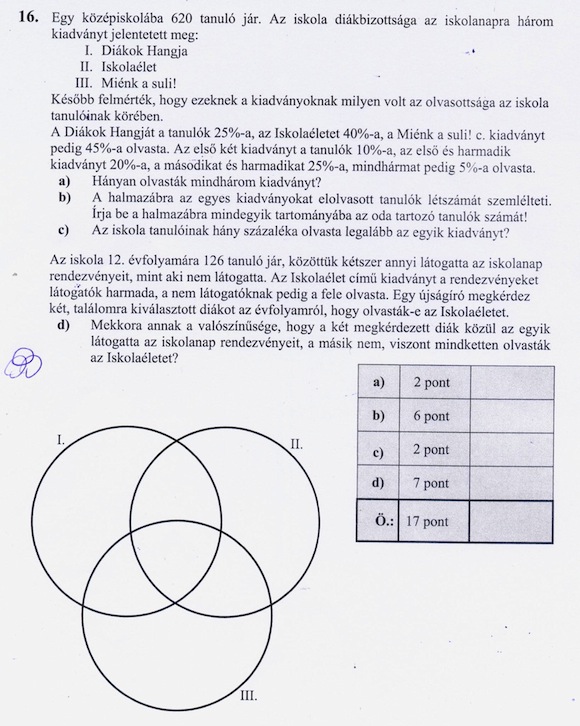 16. Egy középiskolába 620 tanuló jár. Az iskola diákbizottsága az iskolanapra három
kiadványt jelentetett meg:
I. Diákok Hangja
II. Iskolaélet
III. Miénk a suli!
Később felmérték, hogy ezeknek a kiadványoknak milyen volt az olvasottsága az iskola
tanulóinak körében.
A Diákok Hangját a tanulók 25%-a, az Iskolaéletet 40%-a, a Miénk a suli! c. kiadványt
pedig 45%-a olvasta. Az első két kiadványt a tanulók 10%-a, az első és harmadik
kiadványt 20%-a, a másodikat és harmadikat 25%-a, mindhármat pedig 5%-a olvasta.
a) Hányan olvasták mindhárom kiadványt?
b) A halmazábra az egyes kiadványokat elolvasott tanulók létszámát szemlélteti.
Írja be a halmazábra mindegyik tartományába az oda tartozó tanulók számát!
c) Az iskola tanulóinak hány százaléka olvasta legalább az egyik kiadványt?
Az iskola 12. évfolyamára 126 tanuló jár, közöttük kétszer annyi látogatta az iskolanap
rendezvényeit, mint aki nem látogatta. Az Iskolaélet című kiadványt a rendezvényeket
látogatók harmada, a nem látogatóknak pedig a fele olvasta. Egy újságíró megkérdez
két, találomra kiválasztott diákot az évfolyamról, hogy olvasták-e az Iskolaéletet.
d) Mekkora annak a valószínűsége, hogy a két megkérdezett diák közül az egyik
látogatta az iskolanap rendezvényeit, a másik nem, viszont mindketten olvasták
az Iskolaéletet?
a) 2 pont
b) 6 pont
c) 2 pont
d) 7 pont
Ö.: 17 pont
I.
II.
III.